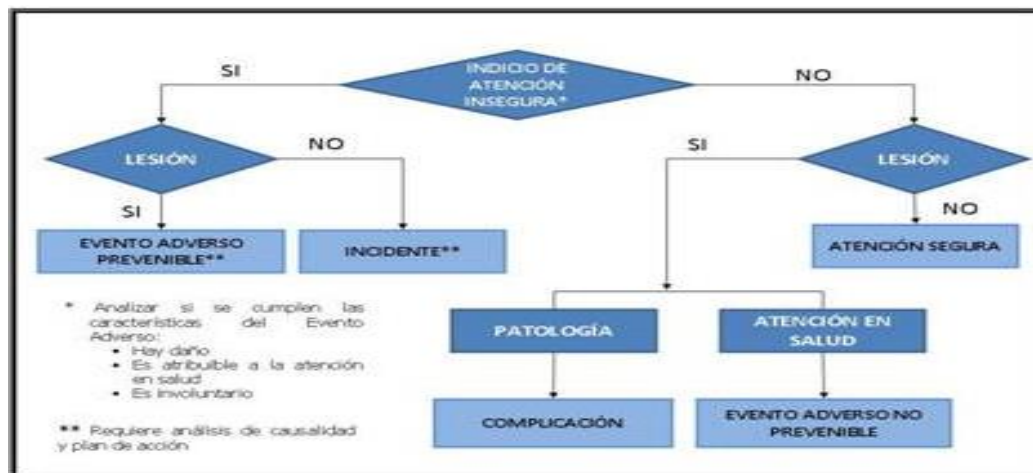 INDICIO DE
ATENCIÓN
INSEGURA*
SI
NO
LESIÓN
NO
SI
LESIÓN
SI
NO
EVENTO ADVERSO
PREVENIBLE**
INCIDENTE**
ATENCIÓN SEGURA
* Analizar si se cumplen las
características del Evento
Adverso:
• Hay daño
• Es atribuible a la atención
en salud
• Es involuntario
** Requiere análisis de causalidad
y plan de acción
PATOLOGÍA
ATENCIÓN EN
SALUD
COMPLICACIÓN
EVENTO ADVERSO NO
PREVENIBLE